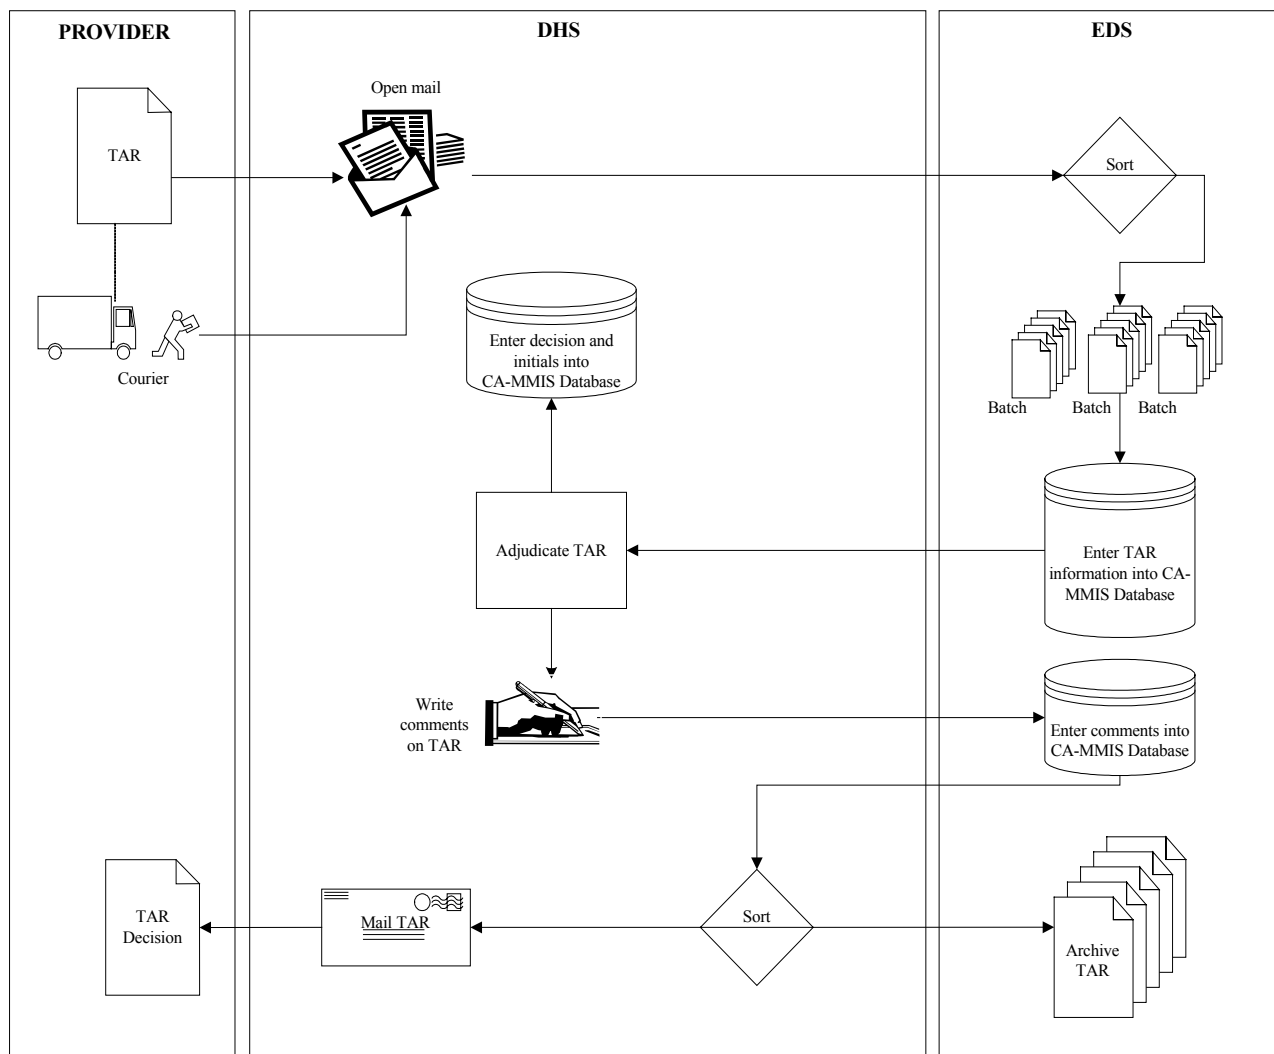 PROVIDER
DHS
EDS
Open mail
TAR
Sort
Courier
Enter decision and
initials into
CA-MMIS Database
Batch
Batch
Batch
Adjudicate TAR
Enter TAR
information into CA-
MMIS Database
Write
comments
on TAR
Enter comments into
CA-MMIS Database
TAR
Decision
Mail TAR
Sort
Archive
TAR